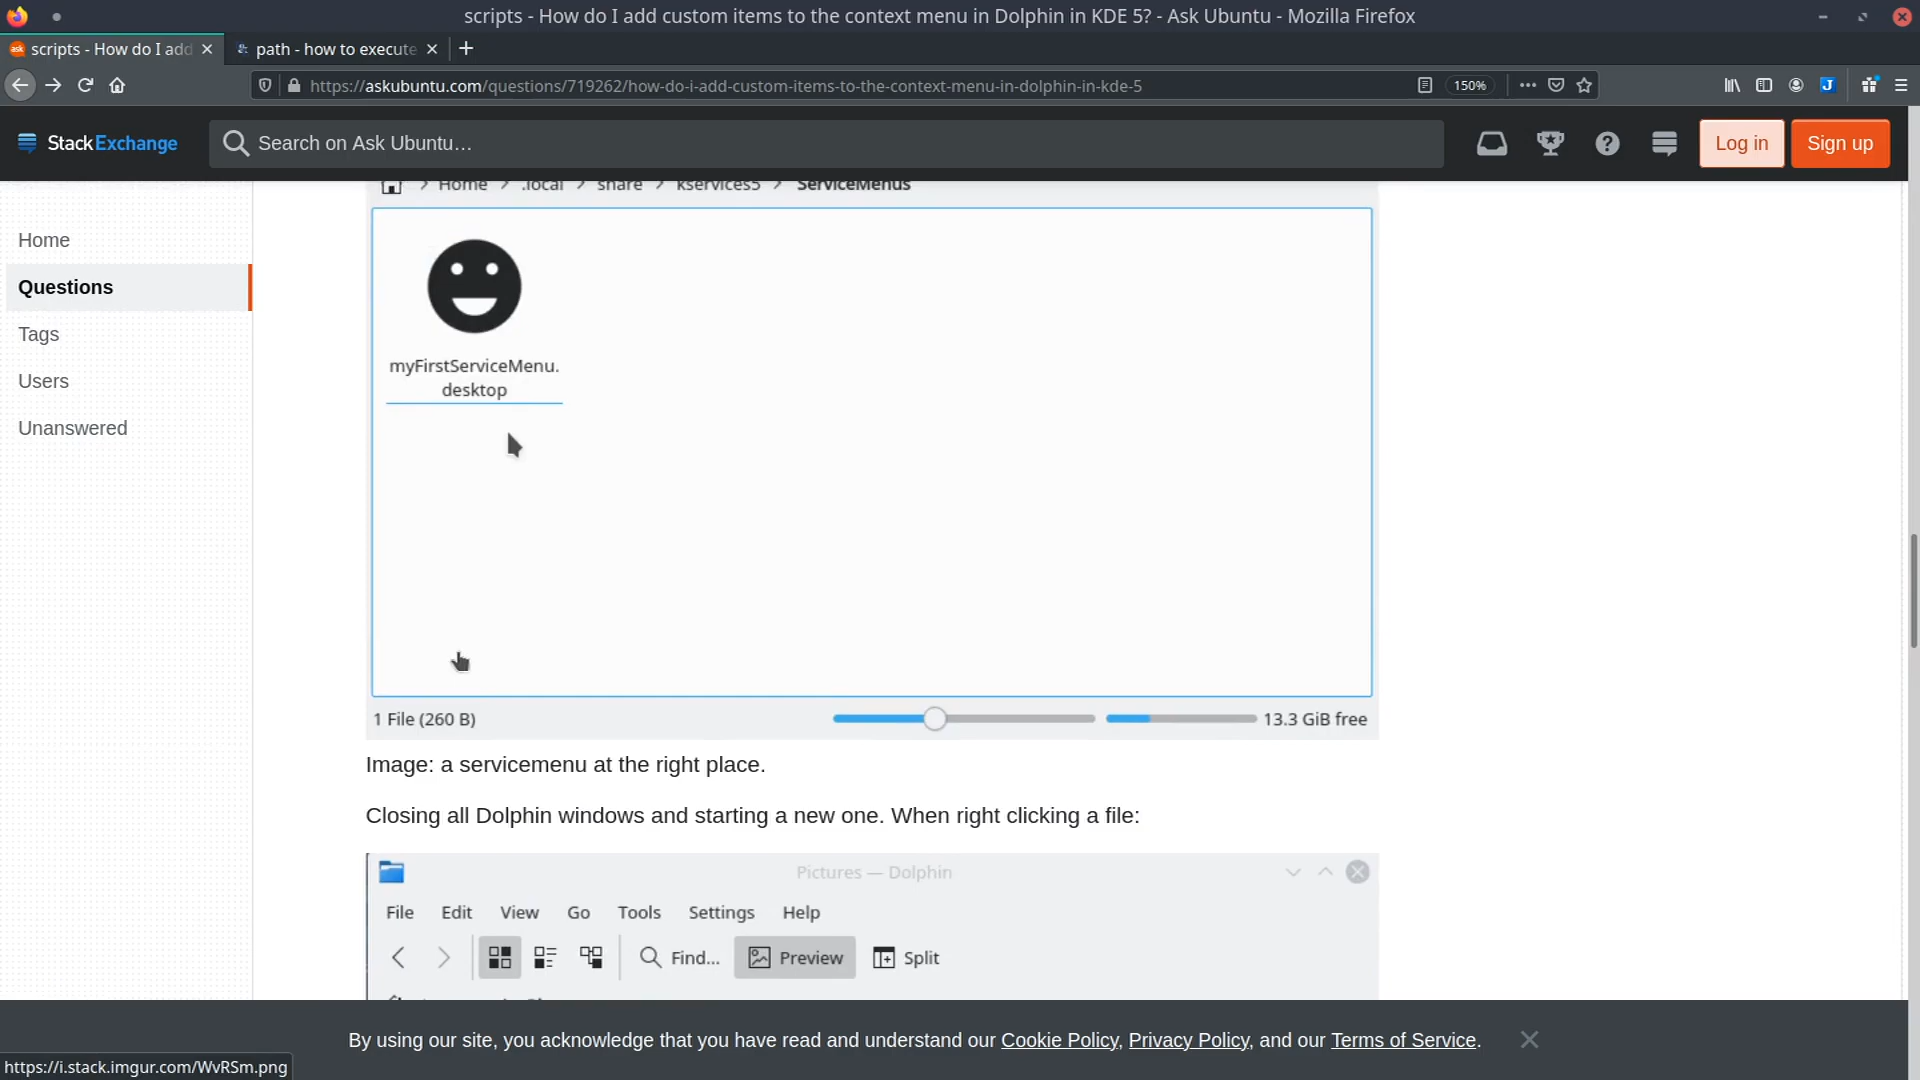 scripts - How do I add custom items to the context menu in Dolphin in KDE 5? - Ask Ubuntu - Mozilla Firefox
scripts - How do I add
path - how to execute
https://askubuntu.com/questions/719262/how-do-i-add-custom-items-to-the-context-menu-in-dolphin-in-kde-5
150%
StackExchange
Search on Ask Ubuntu…
Log in
Sign up
Home > .local > share > kservices5 > ServiceMenus
Home
Questions
Tags
Users
Unanswered
myFirstServiceMenu.
desktop
1 File (260 B)
13.3 GiB free
Image: a servicemenu at the right place.
Closing all Dolphin windows and starting a new one. When right clicking a file:
Pictures — Dolphin
File Edit View Go Tools Settings Help
Find... Preview Split
By using our site, you acknowledge that you have read and understand our Cookie Policy, Privacy Policy, and our Terms of Service.
https://i.stack.imgur.com/WvRSm.png